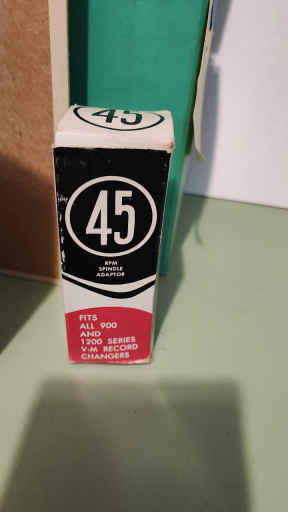 45
45
RPM
SPINDLE
ADAPTOR
FITS
ALL 900
AND
1200 SERIES
V-M RECORD
CHANGERS